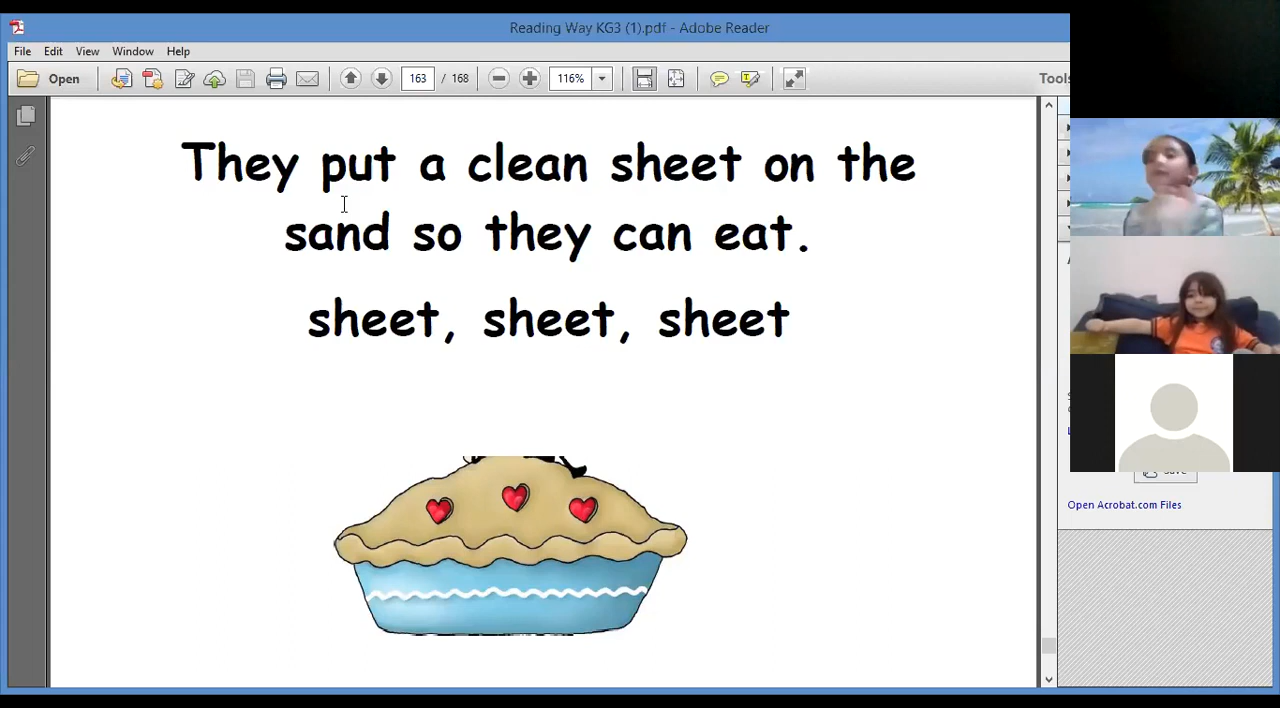 Reading Way KG3 (1).pdf - Adobe Reader
File Edit View Window Help
Open 163 / 168 116% Tools
They put a clean sheet on the
sand so they can eat.
sheet, sheet, sheet
Open Acrobat.com Files